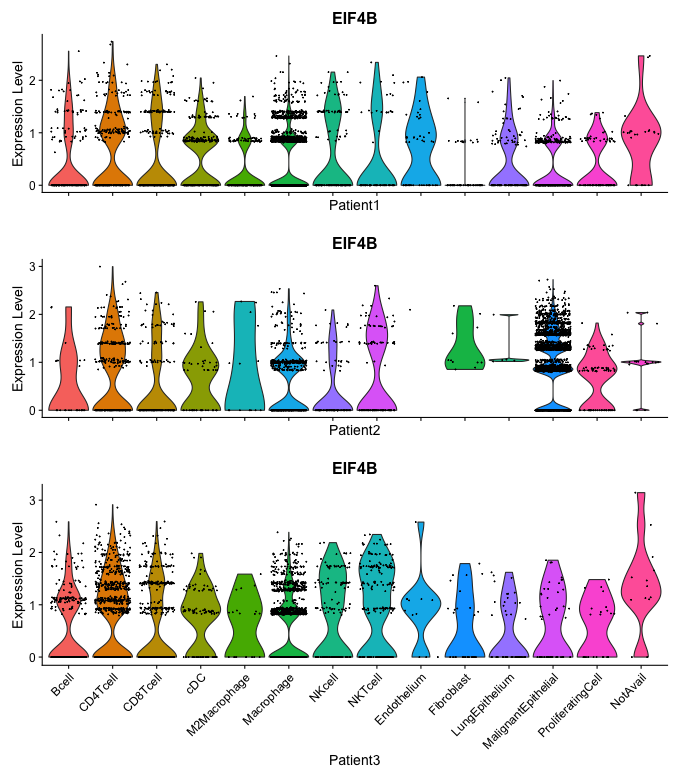 EIF4B
Expression Level
2
1
0
Patient1
EIF4B
Expression Level
3
2
1
0
Patient2
EIF4B
Expression Level
3
2
1
0
Bcell
CD4Tcell
CD8Tcell
cDC
M2Macrophage
Macrophage
NKcell
NKTcell
Endothelium
Fibroblast
LungEpithelium
MalignantEpithelial
ProliferatingCell
NotAvail
Patient3